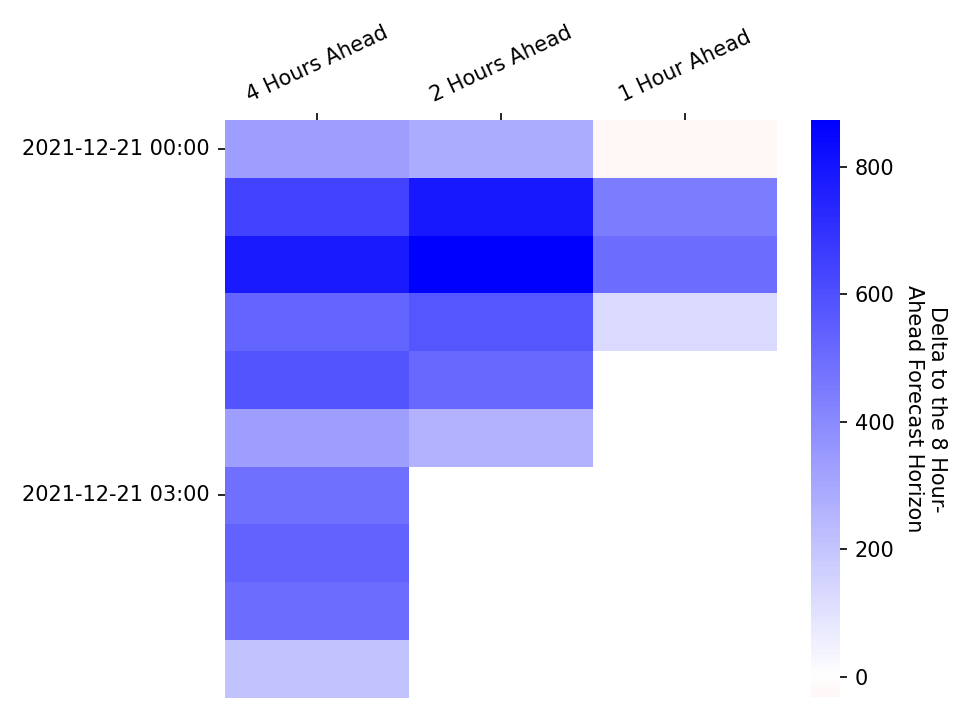 4 Hours Ahead
2 Hours Ahead
1 Hour Ahead
2021-12-21 00:00
2021-12-21 03:00
800
600
400
200
0
Delta to the 8 Hour-
Ahead Forecast Horizon